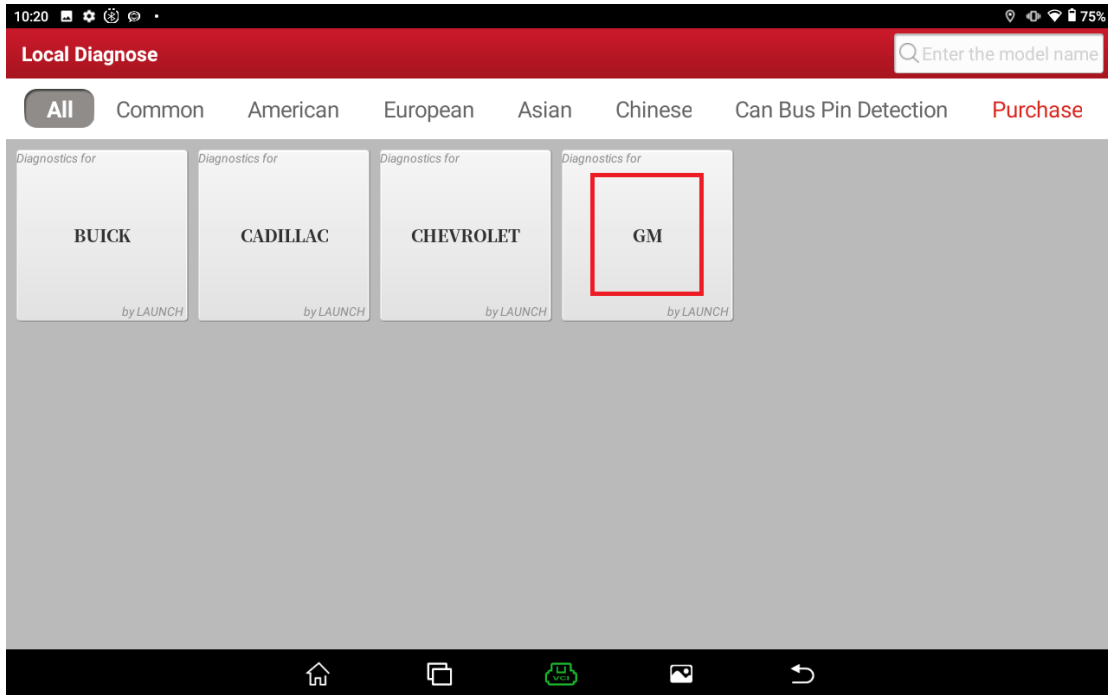 10:20 75%
Local Diagnose
Enter the model name
All Common American European Asian Chinese Can Bus Pin Detection Purchase
Diagnostics for
BUICK
by LAUNCH
Diagnostics for
CADILLAC
by LAUNCH
Diagnostics for
CHEVROLET
by LAUNCH
Diagnostics for
GM
by LAUNCH
VCI